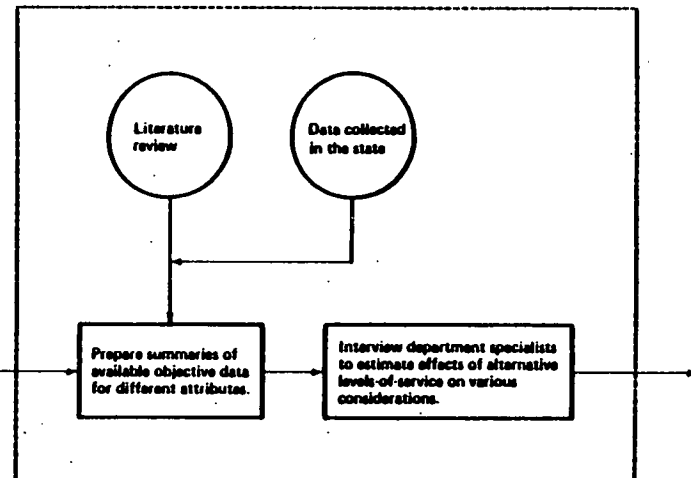 Literature
review
Data collected
in the state
Prepare summaries of
available objective data
for different attributes.
Interview department specialists
to estimate effects of alternative
levels-of-service on various
considerations.